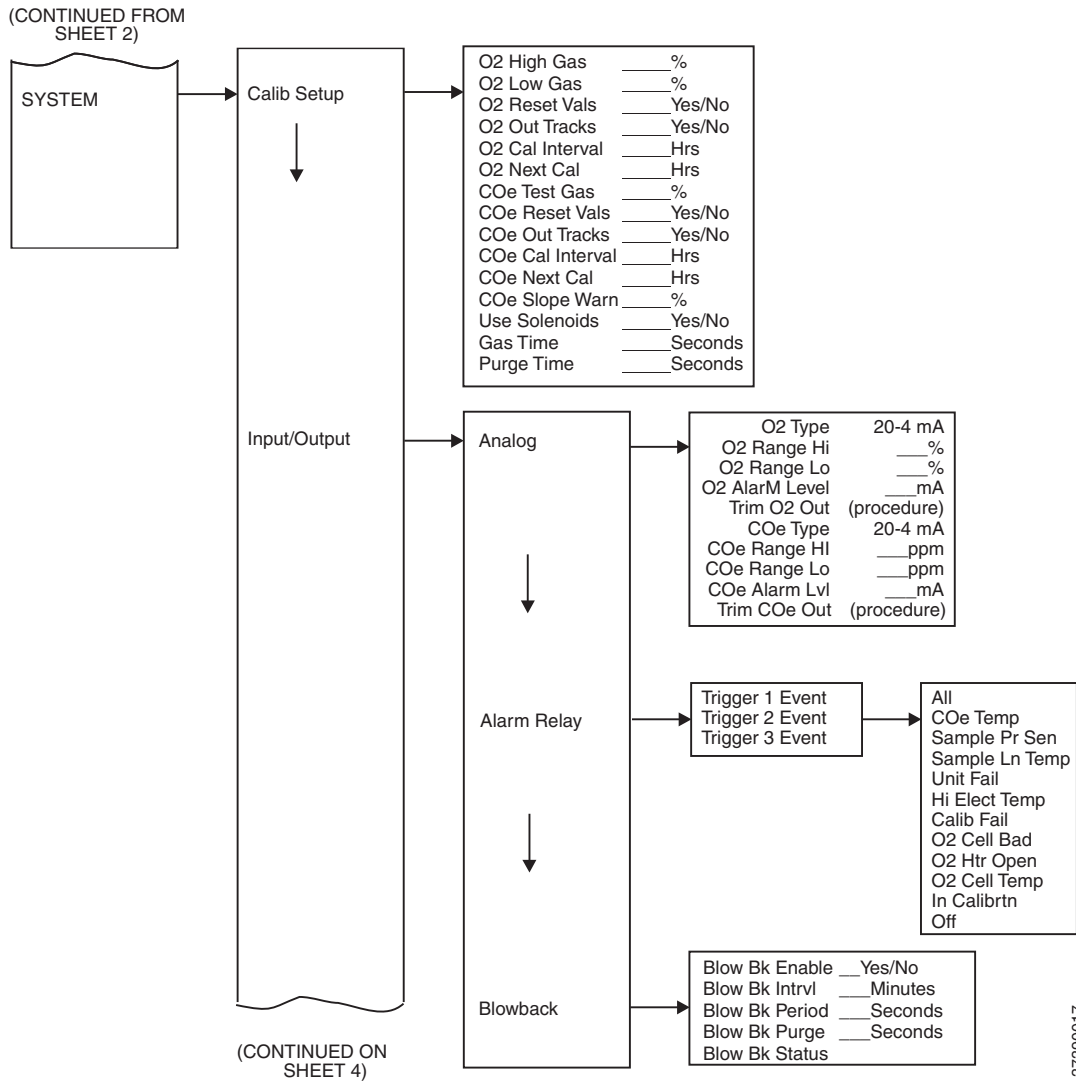 (CONTINUED FROM
SHEET 2)
SYSTEM
Calib Setup
O2 High Gas _____%
O2 Low Gas _____%
O2 Reset Vals _____Yes/No
O2 Out Tracks _____Yes/No
O2 Cal Interval _____Hrs
O2 Next Cal _____Hrs
COe Test Gas _____%
COe Reset Vals _____Yes/No
COe Out Tracks _____Yes/No
COe Cal Interval _____Hrs
COe Next Cal _____Hrs
COe Slope Warn _____%
Use Solenoids _____Yes/No
Gas Time _____Seconds
Purge Time _____Seconds
Input/Output
Analog
O2 Type 20-4 mA
O2 Range Hi ___%
O2 Range Lo ___%
O2 AlarM Level ___mA
Trim O2 Out (procedure)
COe Type 20-4 mA
COe Range HI ___ppm
COe Range Lo ___ppm
COe Alarm Lvl ___mA
Trim COe Out (procedure)
Alarm Relay
Trigger 1 Event
Trigger 2 Event
Trigger 3 Event
All
COe Temp
Sample Pr Sen
Sample Ln Temp
Unit Fail
Hi Elect Temp
Calib Fail
O2 Cell Bad
O2 Htr Open
O2 Cell Temp
In Calibrtn
Off
Blowback
Blow Bk Enable __Yes/No
Blow Bk Intrvl ___Minutes
Blow Bk Period ___Seconds
Blow Bk Purge ___Seconds
Blow Bk Status
(CONTINUED ON
SHEET 4)